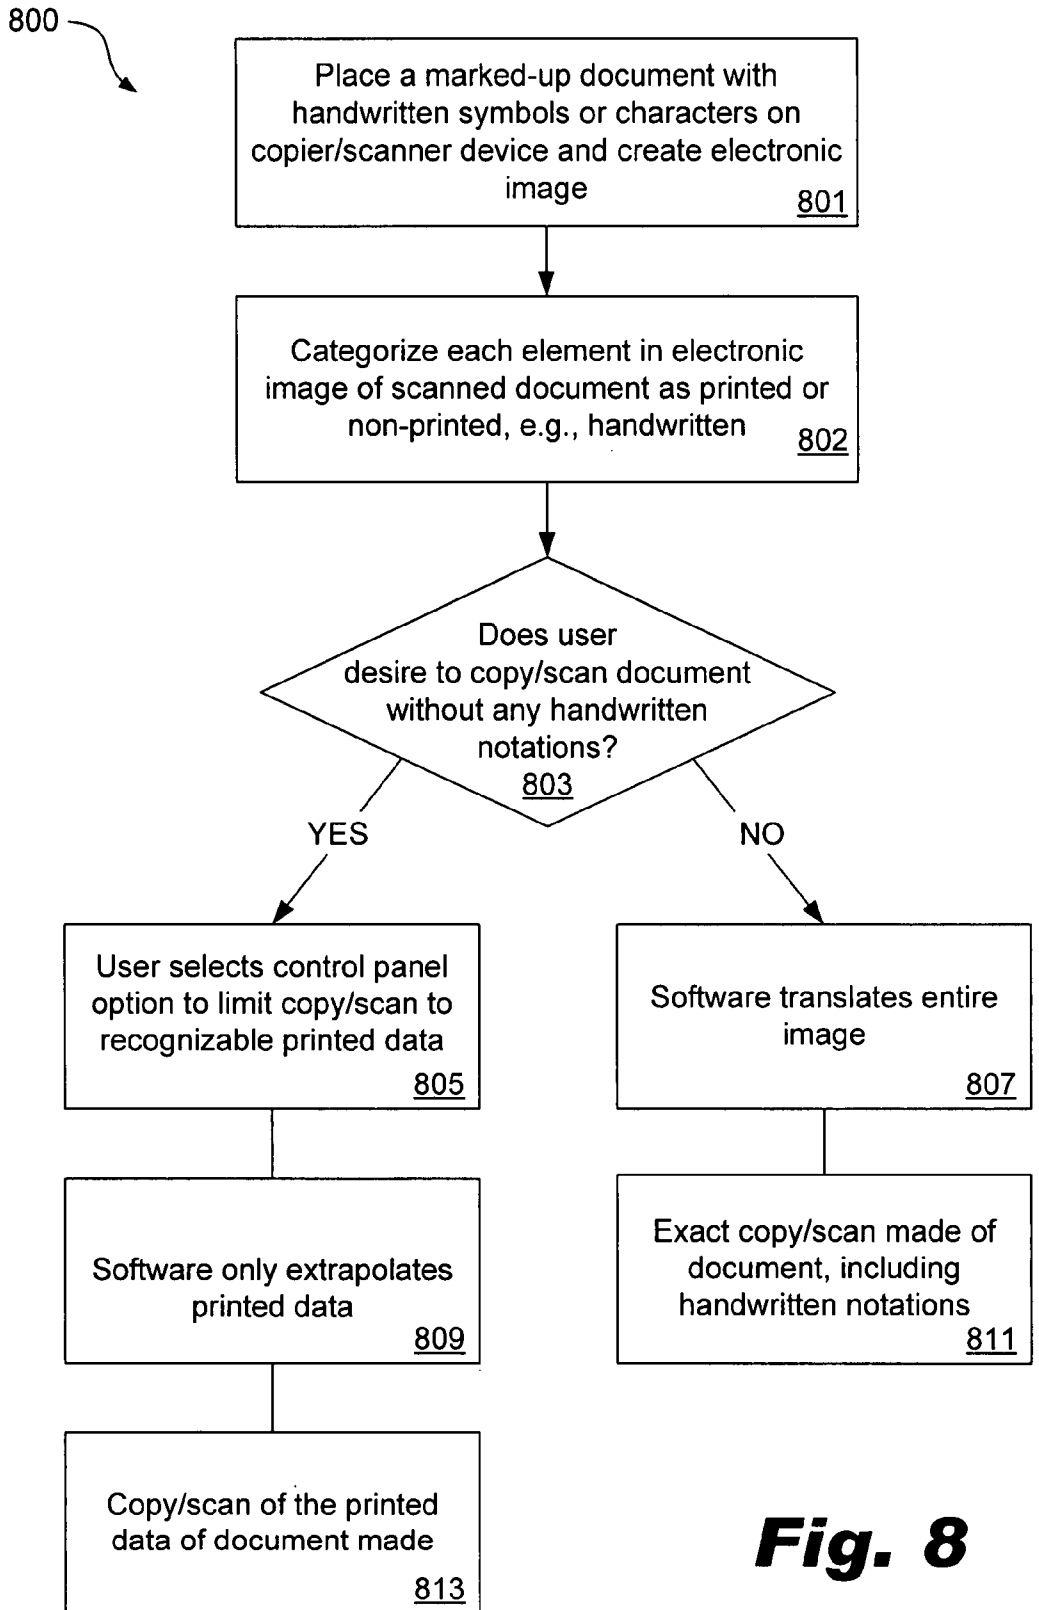 800
Place a marked-up document with
handwritten symbols or characters on
copier/scanner device and create electronic
image
801
Categorize each element in electronic
image of scanned document as printed or
non-printed, e.g., handwritten
802
Does user
desire to copy/scan document
without any handwritten
notations?
803
YES
NO
User selects control panel
option to limit copy/scan to
recognizable printed data
805
Software translates entire
image
807
Software only extrapolates
printed data
809
Exact copy/scan made of
document, including
handwritten notations
811
Copy/scan of the printed
data of document made
813
Fig. 8